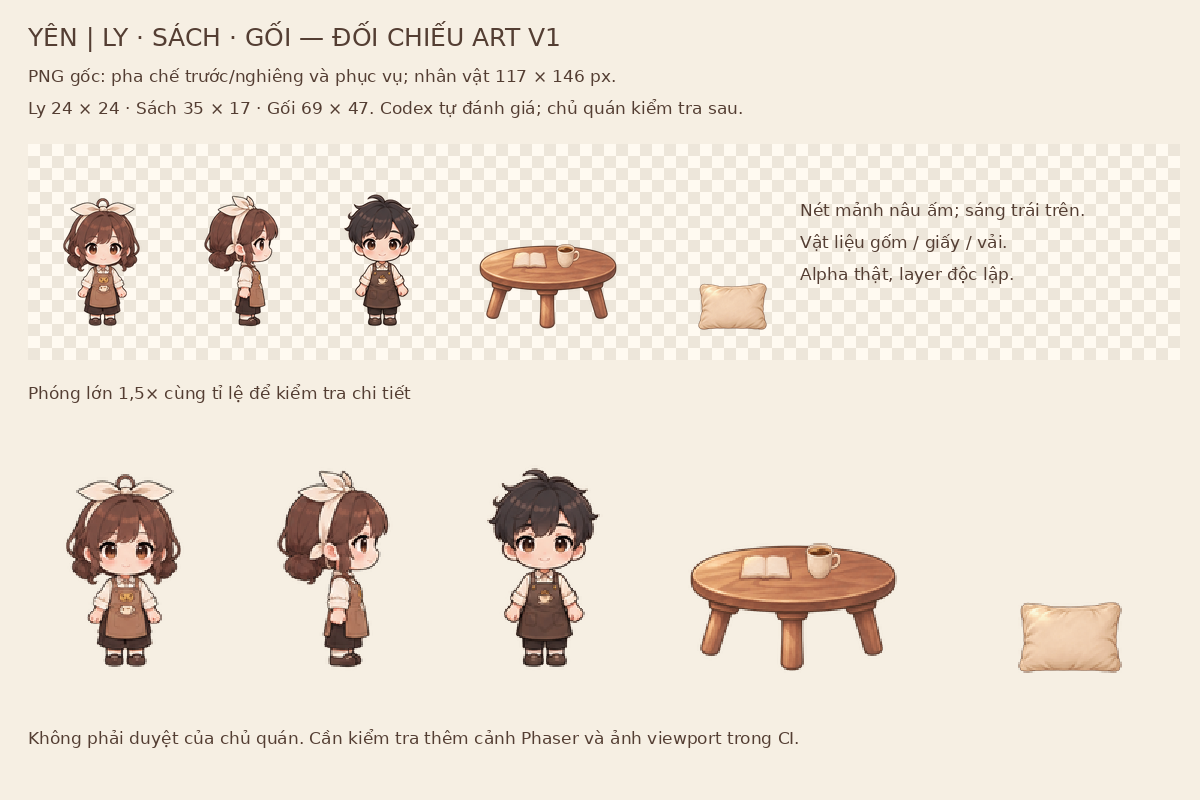 YÊN | LY · SÁCH · GỐI — ĐỐI CHIẾU ART V1
PNG gốc: pha chế trước/nghiêng và phục vụ; nhân vật 117 × 146 px.
Ly 24 × 24 · Sách 35 × 17 · Gối 69 × 47. Codex tự đánh giá; chủ quán kiểm tra sau.
Nét mảnh nâu ấm; sáng trái trên.
Vật liệu gốm / giấy / vải.
Alpha thật, layer độc lập.
Phóng lớn 1,5× cùng tỉ lệ để kiểm tra chi tiết
Không phải duyệt của chủ quán. Cần kiểm tra thêm cảnh Phaser và ảnh viewport trong CI.